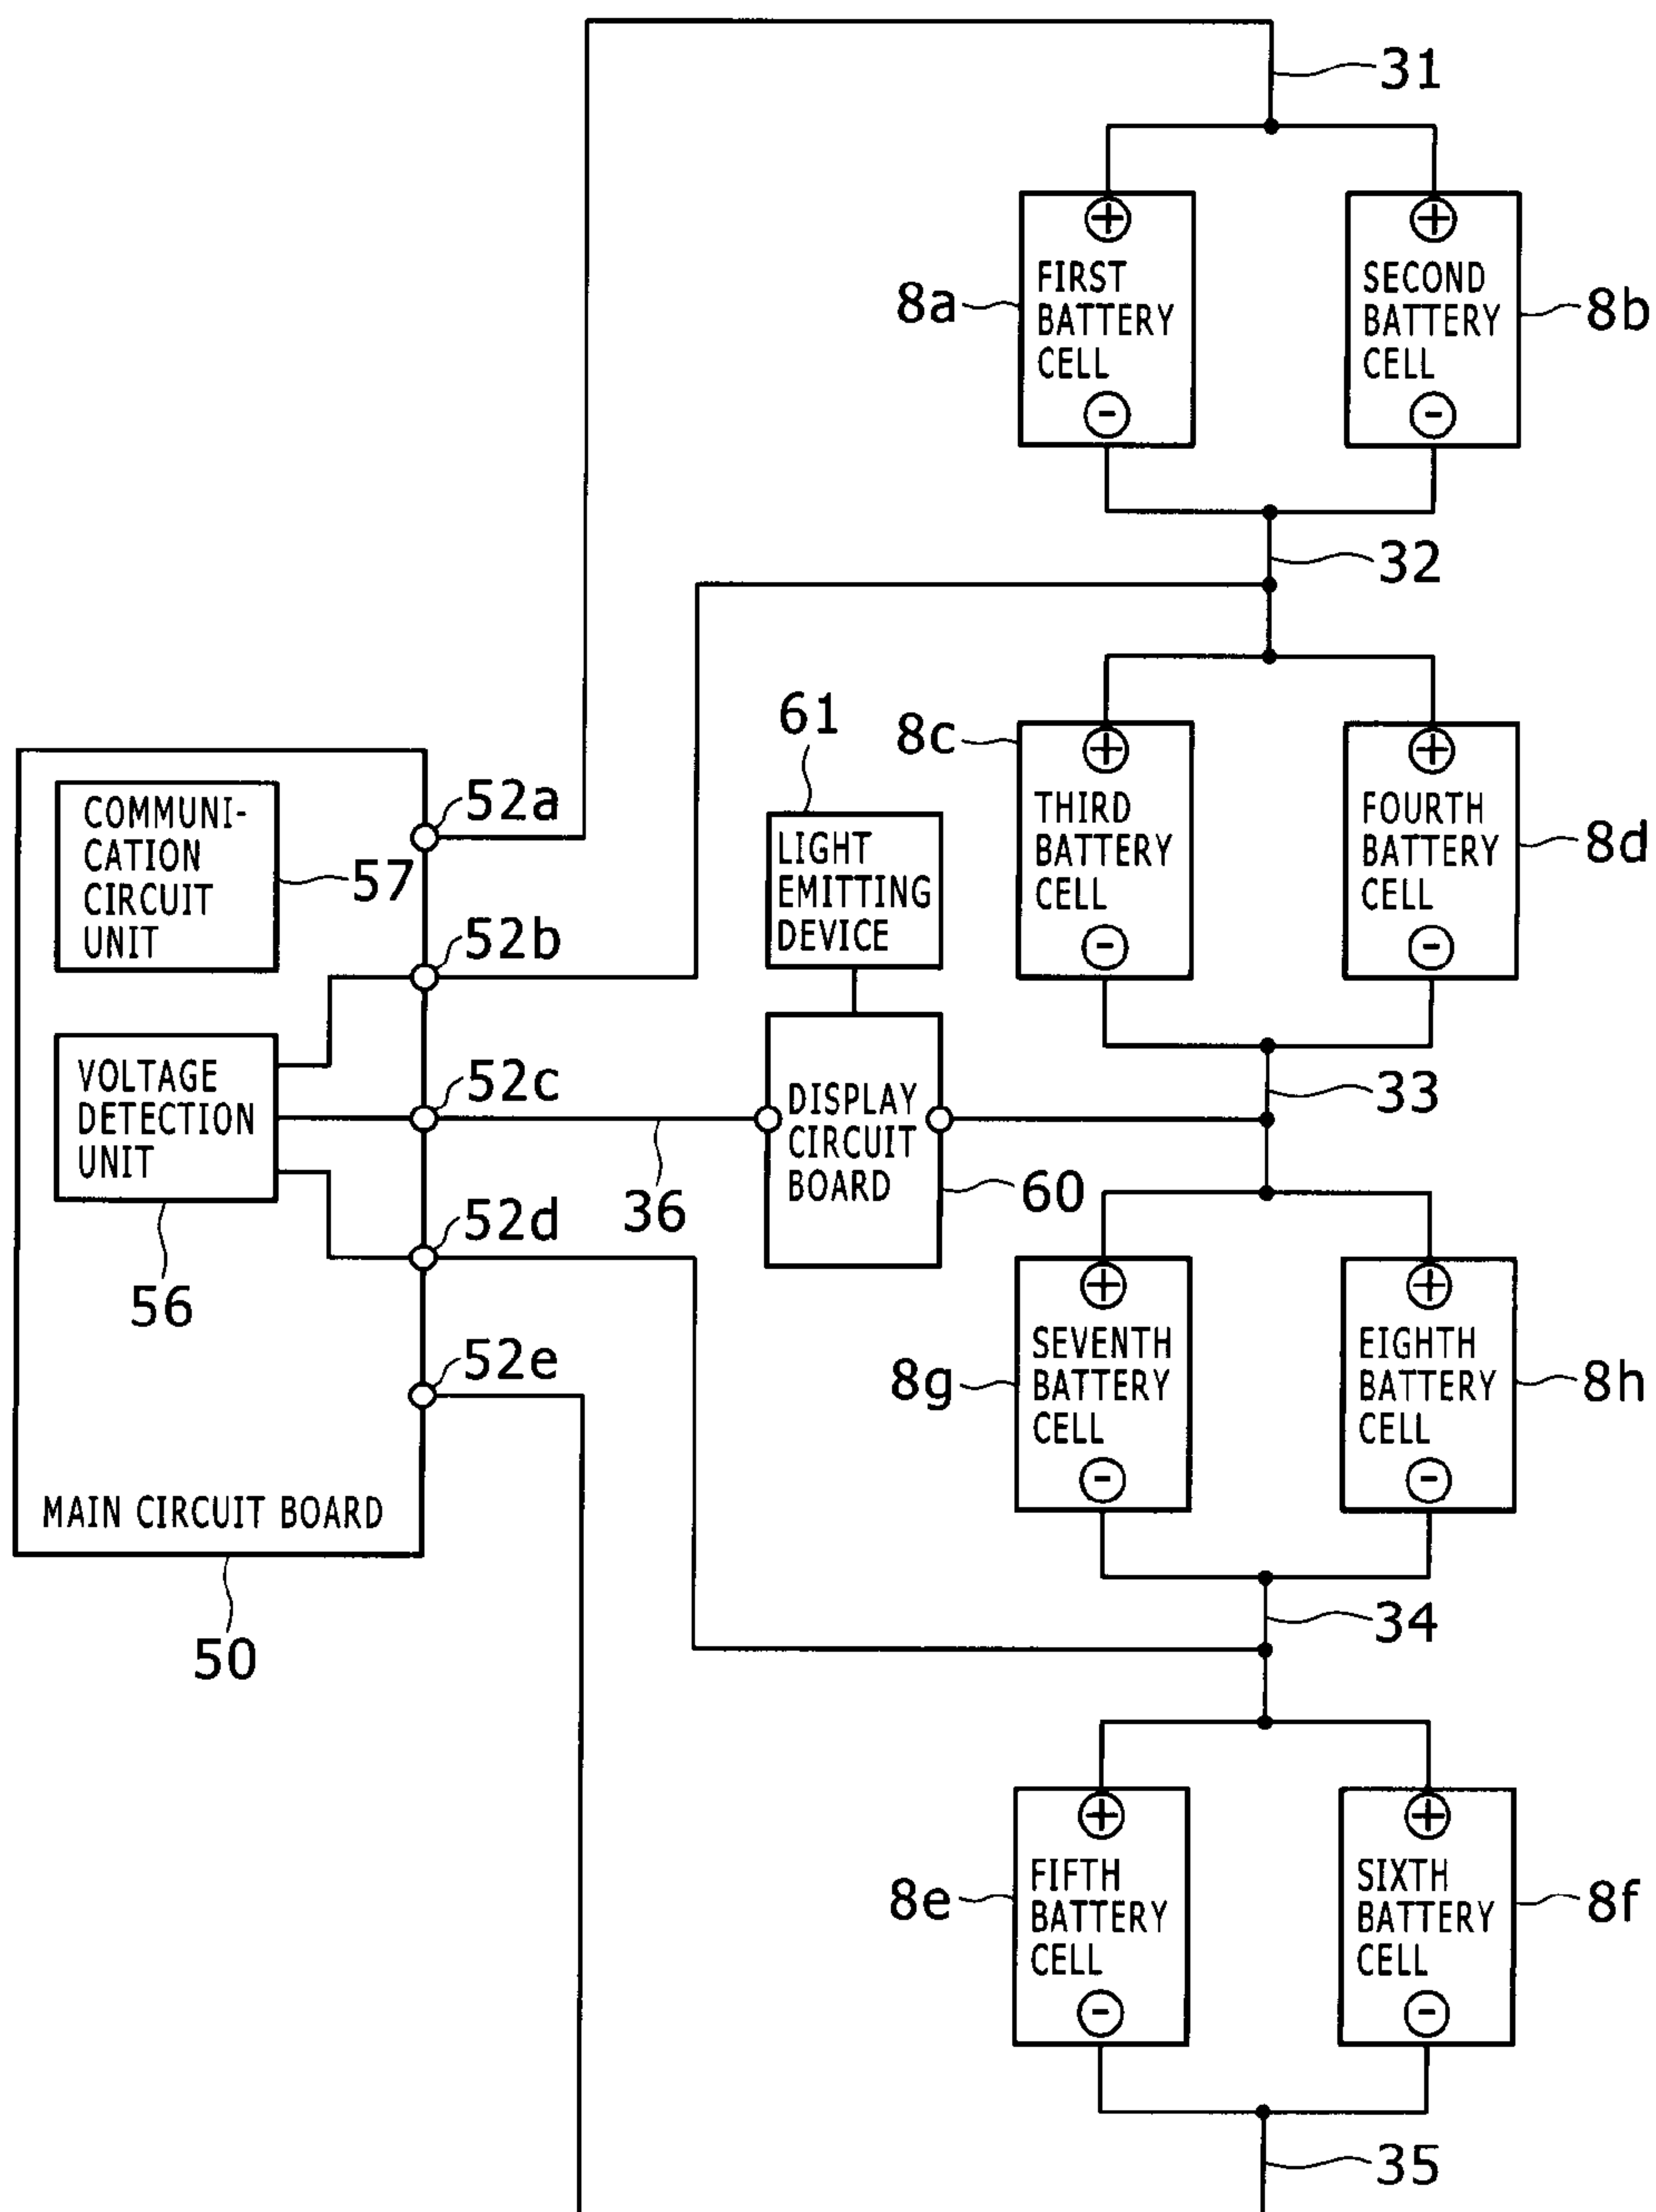 31
FIRST
BATTERY
CELL
SECOND
BATTERY
CELL
8a
8b
32
61
8c
THIRD
BATTERY
CELL
FOURTH
BATTERY
CELL
8d
COMMUNI-
CATION
CIRCUIT
UNIT
57
52a
52b
LIGHT
EMITTING
DEVICE
VOLTAGE
DETECTION
UNIT
56
52c
36
DISPLAY
CIRCUIT
BOARD
60
33
52d
52e
8g
SEVENTH
BATTERY
CELL
EIGHTH
BATTERY
CELL
8h
MAIN CIRCUIT BOARD
50
34
8e
FIFTH
BATTERY
CELL
SIXTH
BATTERY
CELL
8f
35